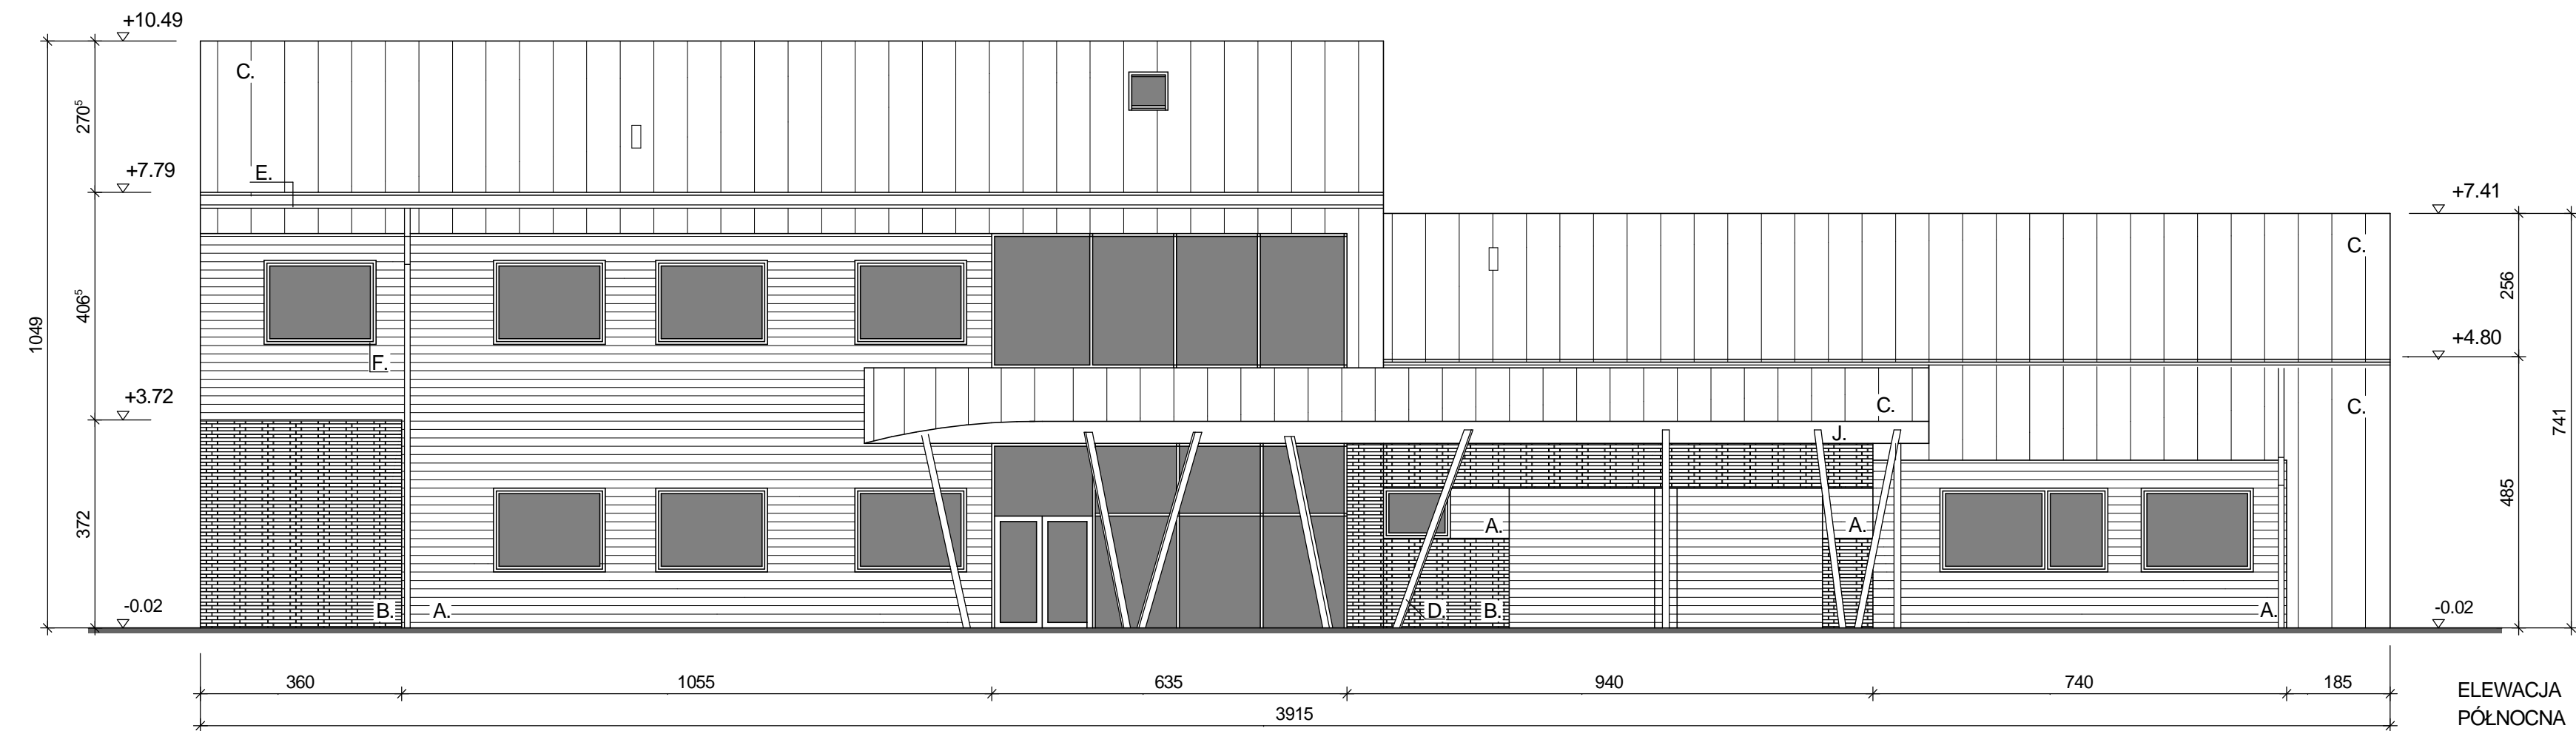 +10.49
C.
270⁵
+7.79
E.
+7.41
C.
406⁵
1049
256
F.
+4.80
+3.72
C.
C.
741
J.
372
A.
A.
485
-0.02
B.
A.
D.
B.
A.
-0.02
360
1055
635
940
740
185
3915
ELEWACJA
PÓŁNOCNA